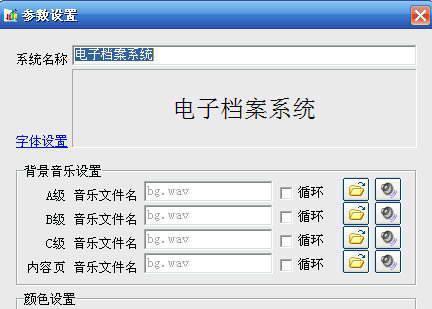 参数设置
系统名称 电子档案系统
电子档案系统
字体设置
背景音乐设置
A级 音乐文件名 bg.wav 循环
B级 音乐文件名 bg.wav 循环
C级 音乐文件名 bg.wav 循环
内容页 音乐文件名 bg.wav 循环
颜色设置